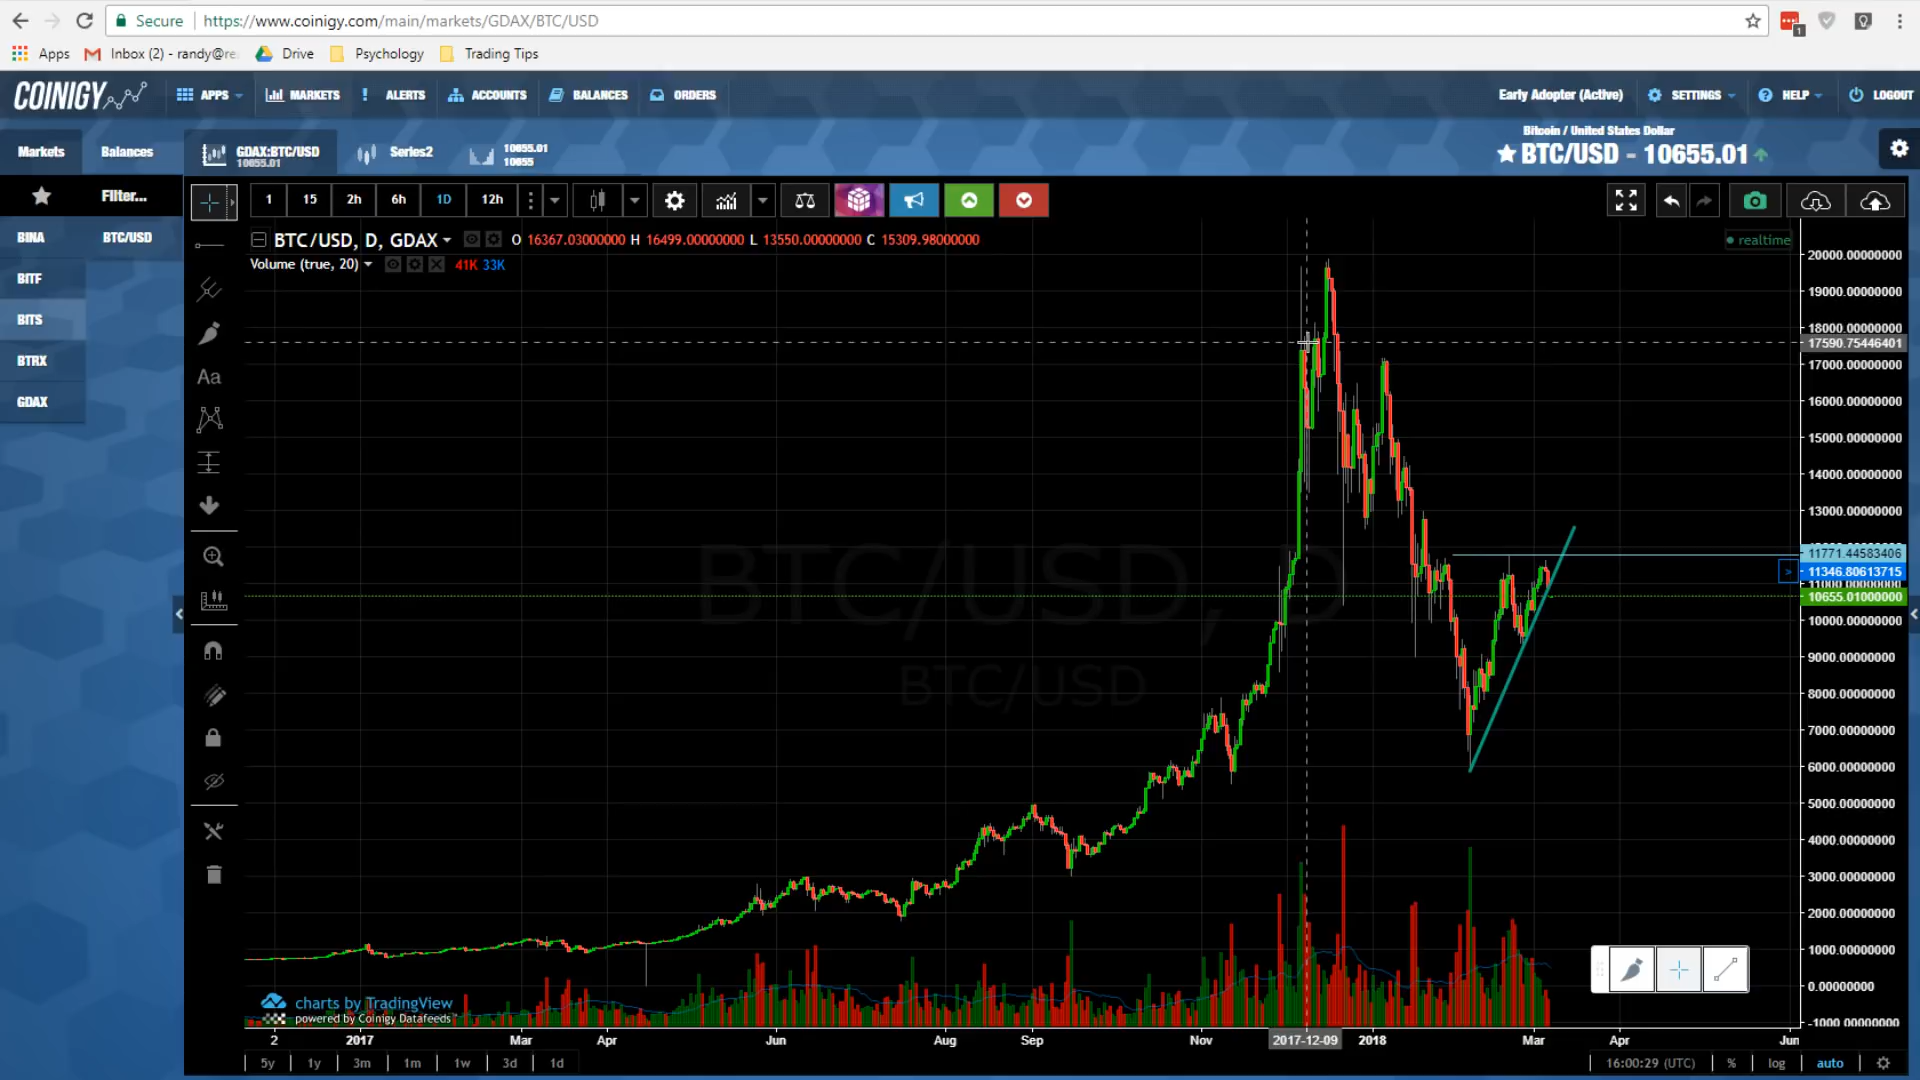 Secure https://www.coinigy.com/main/markets/GDAX/BTC/USD
1
Apps Inbox (2) - randy@re Drive Psychology Trading Tips
COINIGY APPS MARKETS ! ALERTS ACCOUNTS BALANCES ORDERS Early Adopter (Active) SETTINGS ? HELP LOGOUT
Bitcoin / United States Dollar
BTC/USD - 10655.01
Markets Balances GDAX:BTC/USD Series2 10655.01
10655.01 10655
Filter... 1 15 2h 6h 1D 12h
BINA BTC/USD
BITF
BITS
BTRX
GDAX
BTC/USD, D, GDAX O 16367.03000000 H 16499.00000000 L 13550.00000000 C 15309.98000000 realtime
Volume (true, 20) 41K 33K
Aa
BTC/USD, D
BTC/USD
20000.00000000
19000.00000000
18000.00000000
17590.75446401
17000.00000000
16000.00000000
15000.00000000
14000.00000000
13000.00000000
11771.44583406
> 11346.80613715
11000.00000000
10655.01000000
10000.00000000
9000.00000000
8000.00000000
7000.00000000
6000.00000000
5000.00000000
4000.00000000
3000.00000000
2000.00000000
1000.00000000
0.00000000
-1000.00000000
charts by TradingView
powered by Coinigy Datafeeds
2 2017 Mar Apr Jun Aug Sep Nov 2017-12-09 2018 Mar Apr Jun
5y 1y 3m 1m 1w 3d 1d 16:00:29 (UTC) % log auto